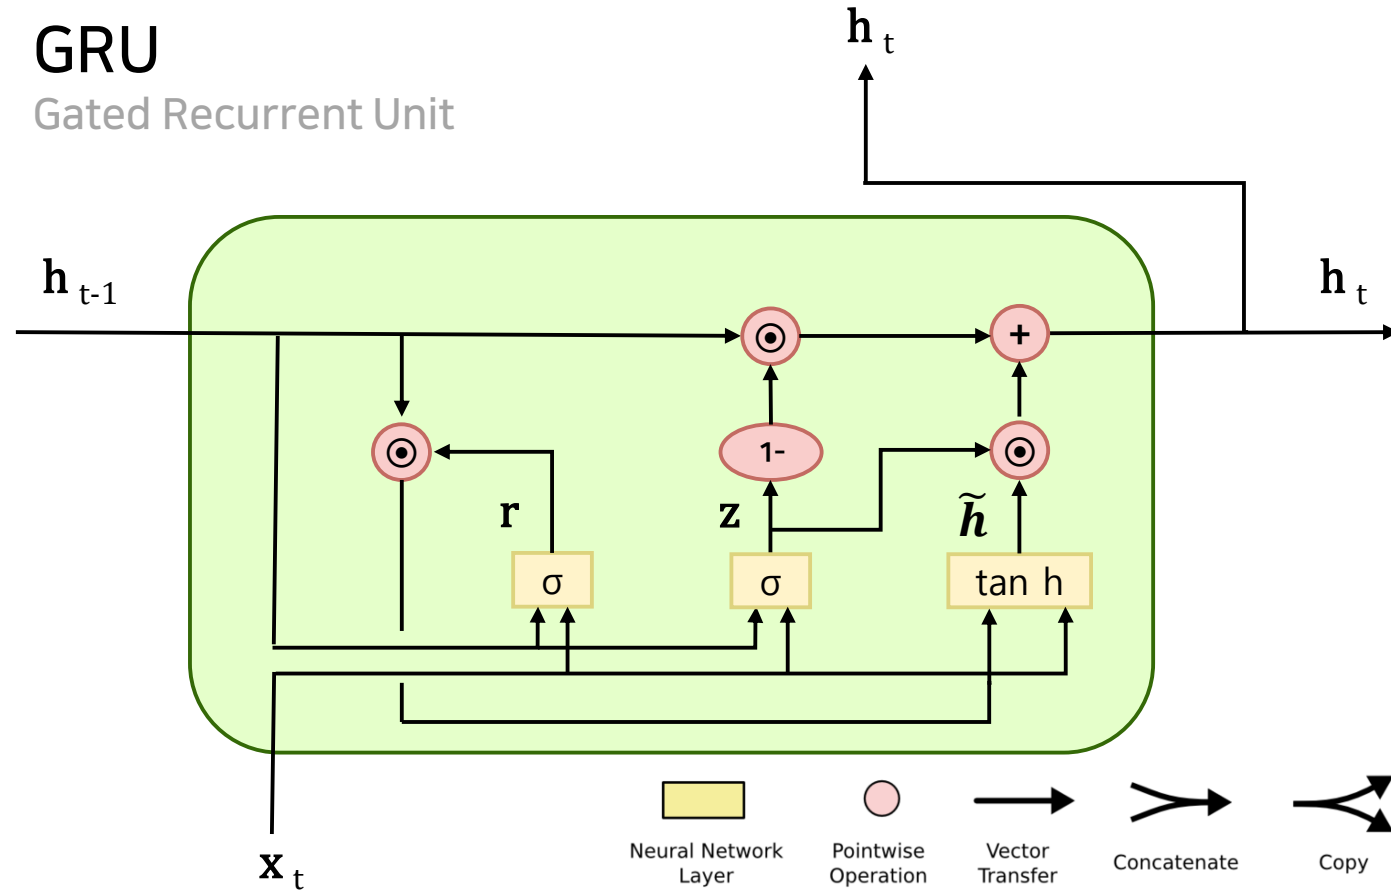 GRU
Gated Recurrent Unit
h t
h t-1
h t
⊙
+
⊙
1-
⊙
r
z
h̃
σ
σ
tan h
x t
Neural Network
Layer
Pointwise
Operation
Vector
Transfer
Concatenate
Copy